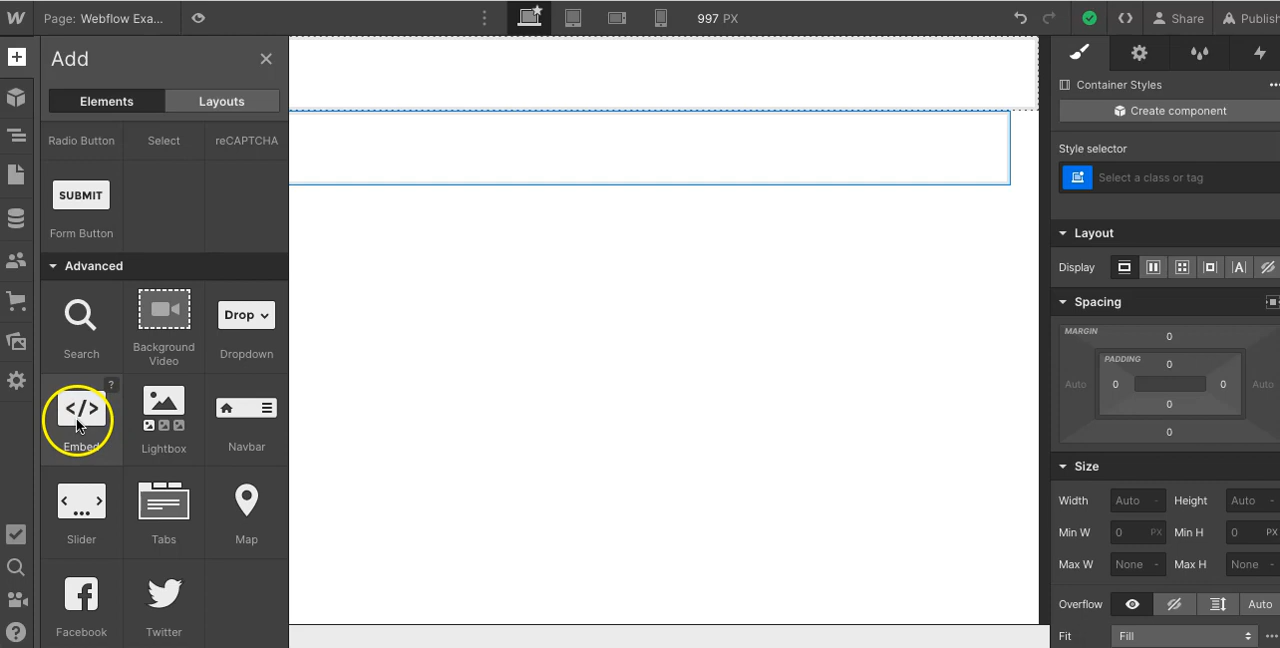 W Page: Webflow Exa... 997 PX Share Publish
Add
Elements Layouts
Radio Button Select reCAPTCHA
SUBMIT
Form Button
Advanced
Search Background Video Drop Dropdown
? </> Embed Lightbox Navbar
Slider Tabs Map
Facebook Twitter
Container Styles
Create component
Style selector
Select a class or tag
Layout
Display A
Spacing
MARGIN 0
PADDING 0
Auto 0 0 Auto
0
0
Size
Width Auto - Height Auto -
Min W 0 PX Min H 0 PX
Max W None - Max H None -
Overflow Auto
Fit Fill